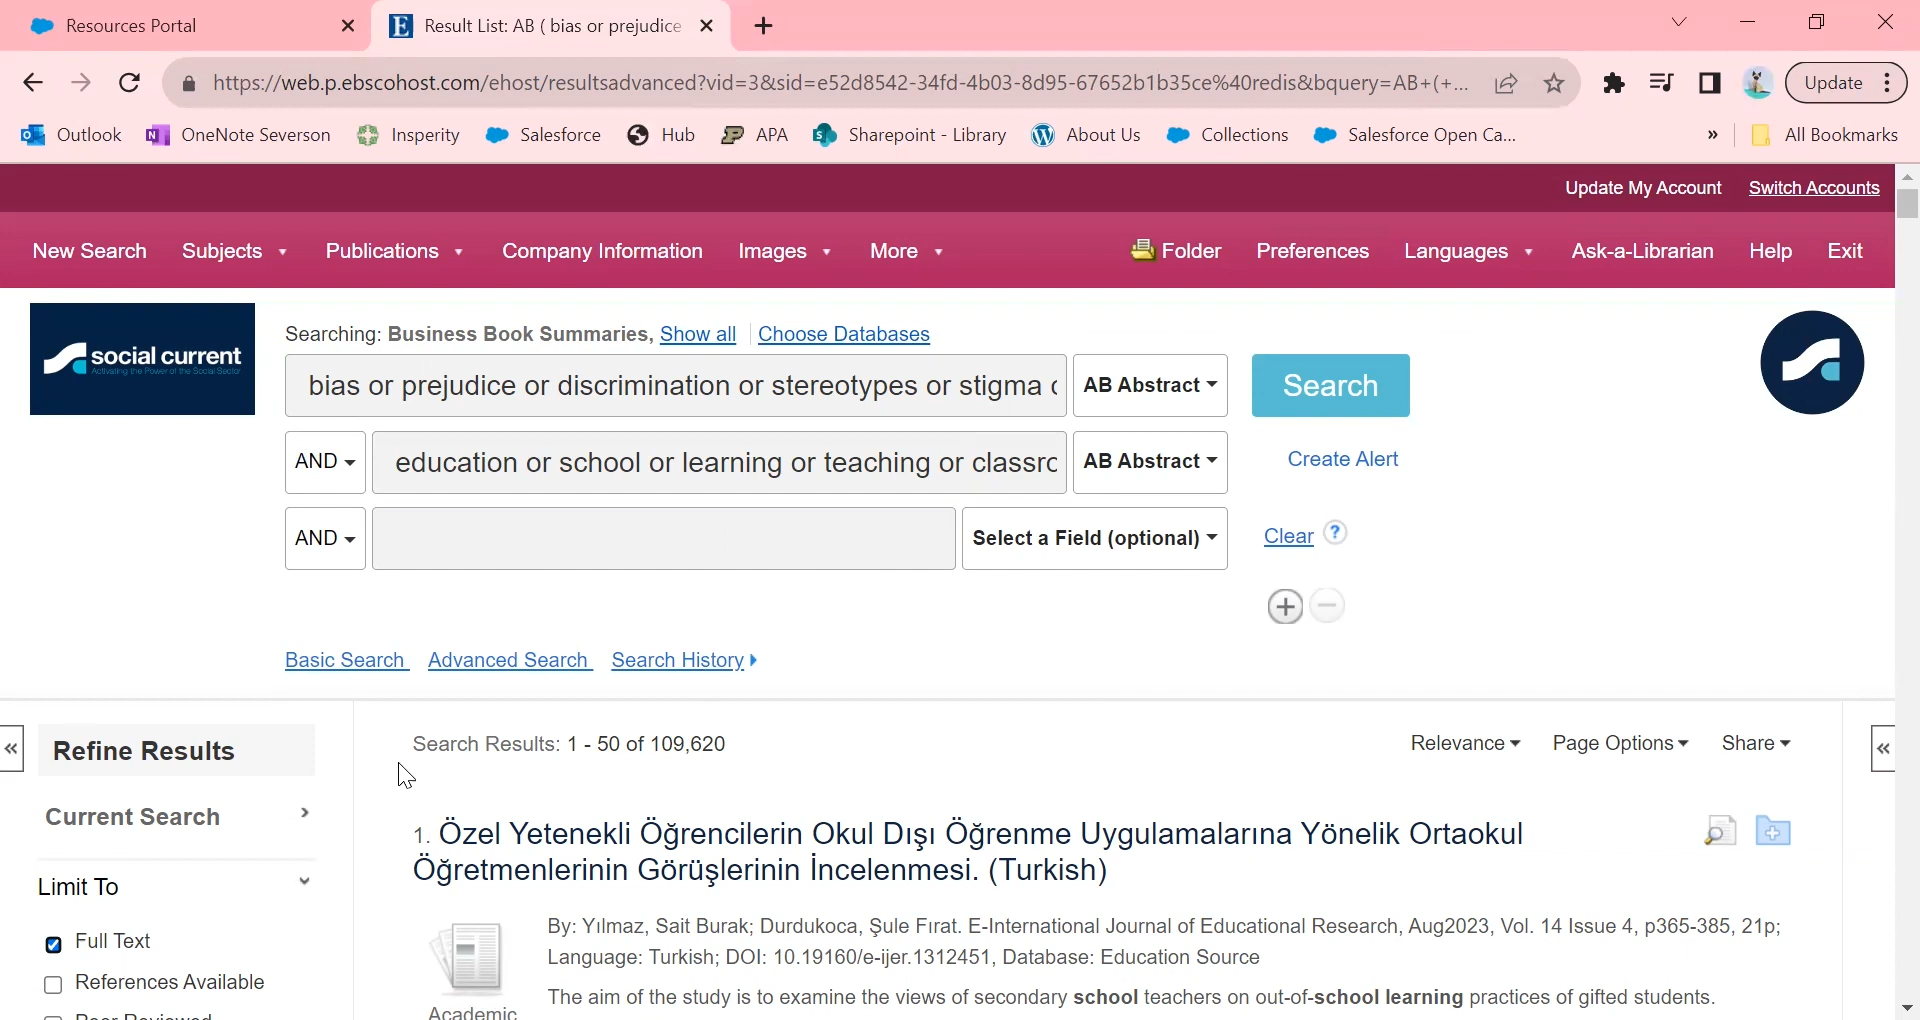 Resources Portal
Result List: AB ( bias or prejudice
https://web.p.ebscohost.com/ehost/resultsadvanced?vid=3&sid=e52d8542-34fd-4b03-8d95-67652b1b35ce%40redis&bquery=AB+(+...
Update
Outlook OneNote Severson Insperity Salesforce Hub APA Sharepoint - Library About Us Collections Salesforce Open Ca... » All Bookmarks
Update My Account Switch Accounts
New Search Subjects Publications Company Information Images More Folder Preferences Languages Ask-a-Librarian Help Exit
social current
Activating the Power of the Social Sector
Searching: Business Book Summaries, Show all Choose Databases
bias or prejudice or discrimination or stereotypes or stigma
AB Abstract
Search
AND
education or school or learning or teaching or
AB Abstract
Create Alert
AND
Select a Field (optional)
Clear ?
Basic Search Advanced Search Search History
Refine Results
Current Search
Limit To
Full Text
References Available
Peer Reviewed
Search Results: 1 - 50 of 109,620
Relevance Page Options Share
1. Özel Yetenekli Öğrencilerin Okul Dışı Öğrenme Uygulamalarına Yönelik Ortaokul
Öğretmenlerinin Görüşlerinin İncelenmesi. (Turkish)
By: Yılmaz, Sait Burak; Durdukoca, Şule Fırat. E-International Journal of Educational Research, Aug2023, Vol. 14 Issue 4, p365-385, 21p;
Language: Turkish; DOI: 10.19160/e-ijer.1312451, Database: Education Source
The aim of the study is to examine the views of secondary school teachers on out-of-school learning practices of gifted students.
Academic